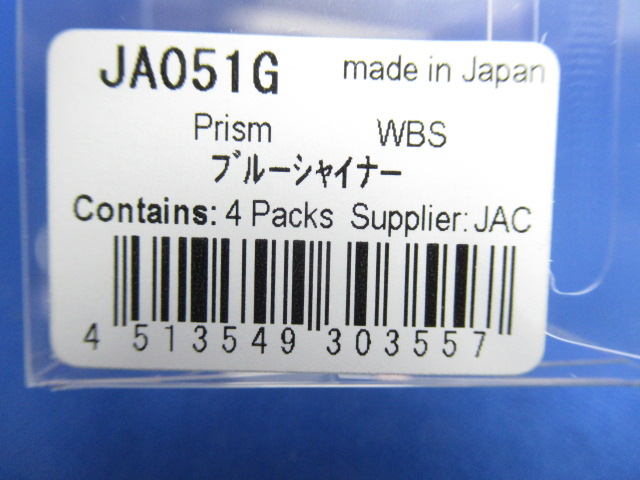 JA051G made in Japan
Prism WBS
ブルーシャイナー
Contains: 4 Packs Supplier: JAC
4 513549 303557